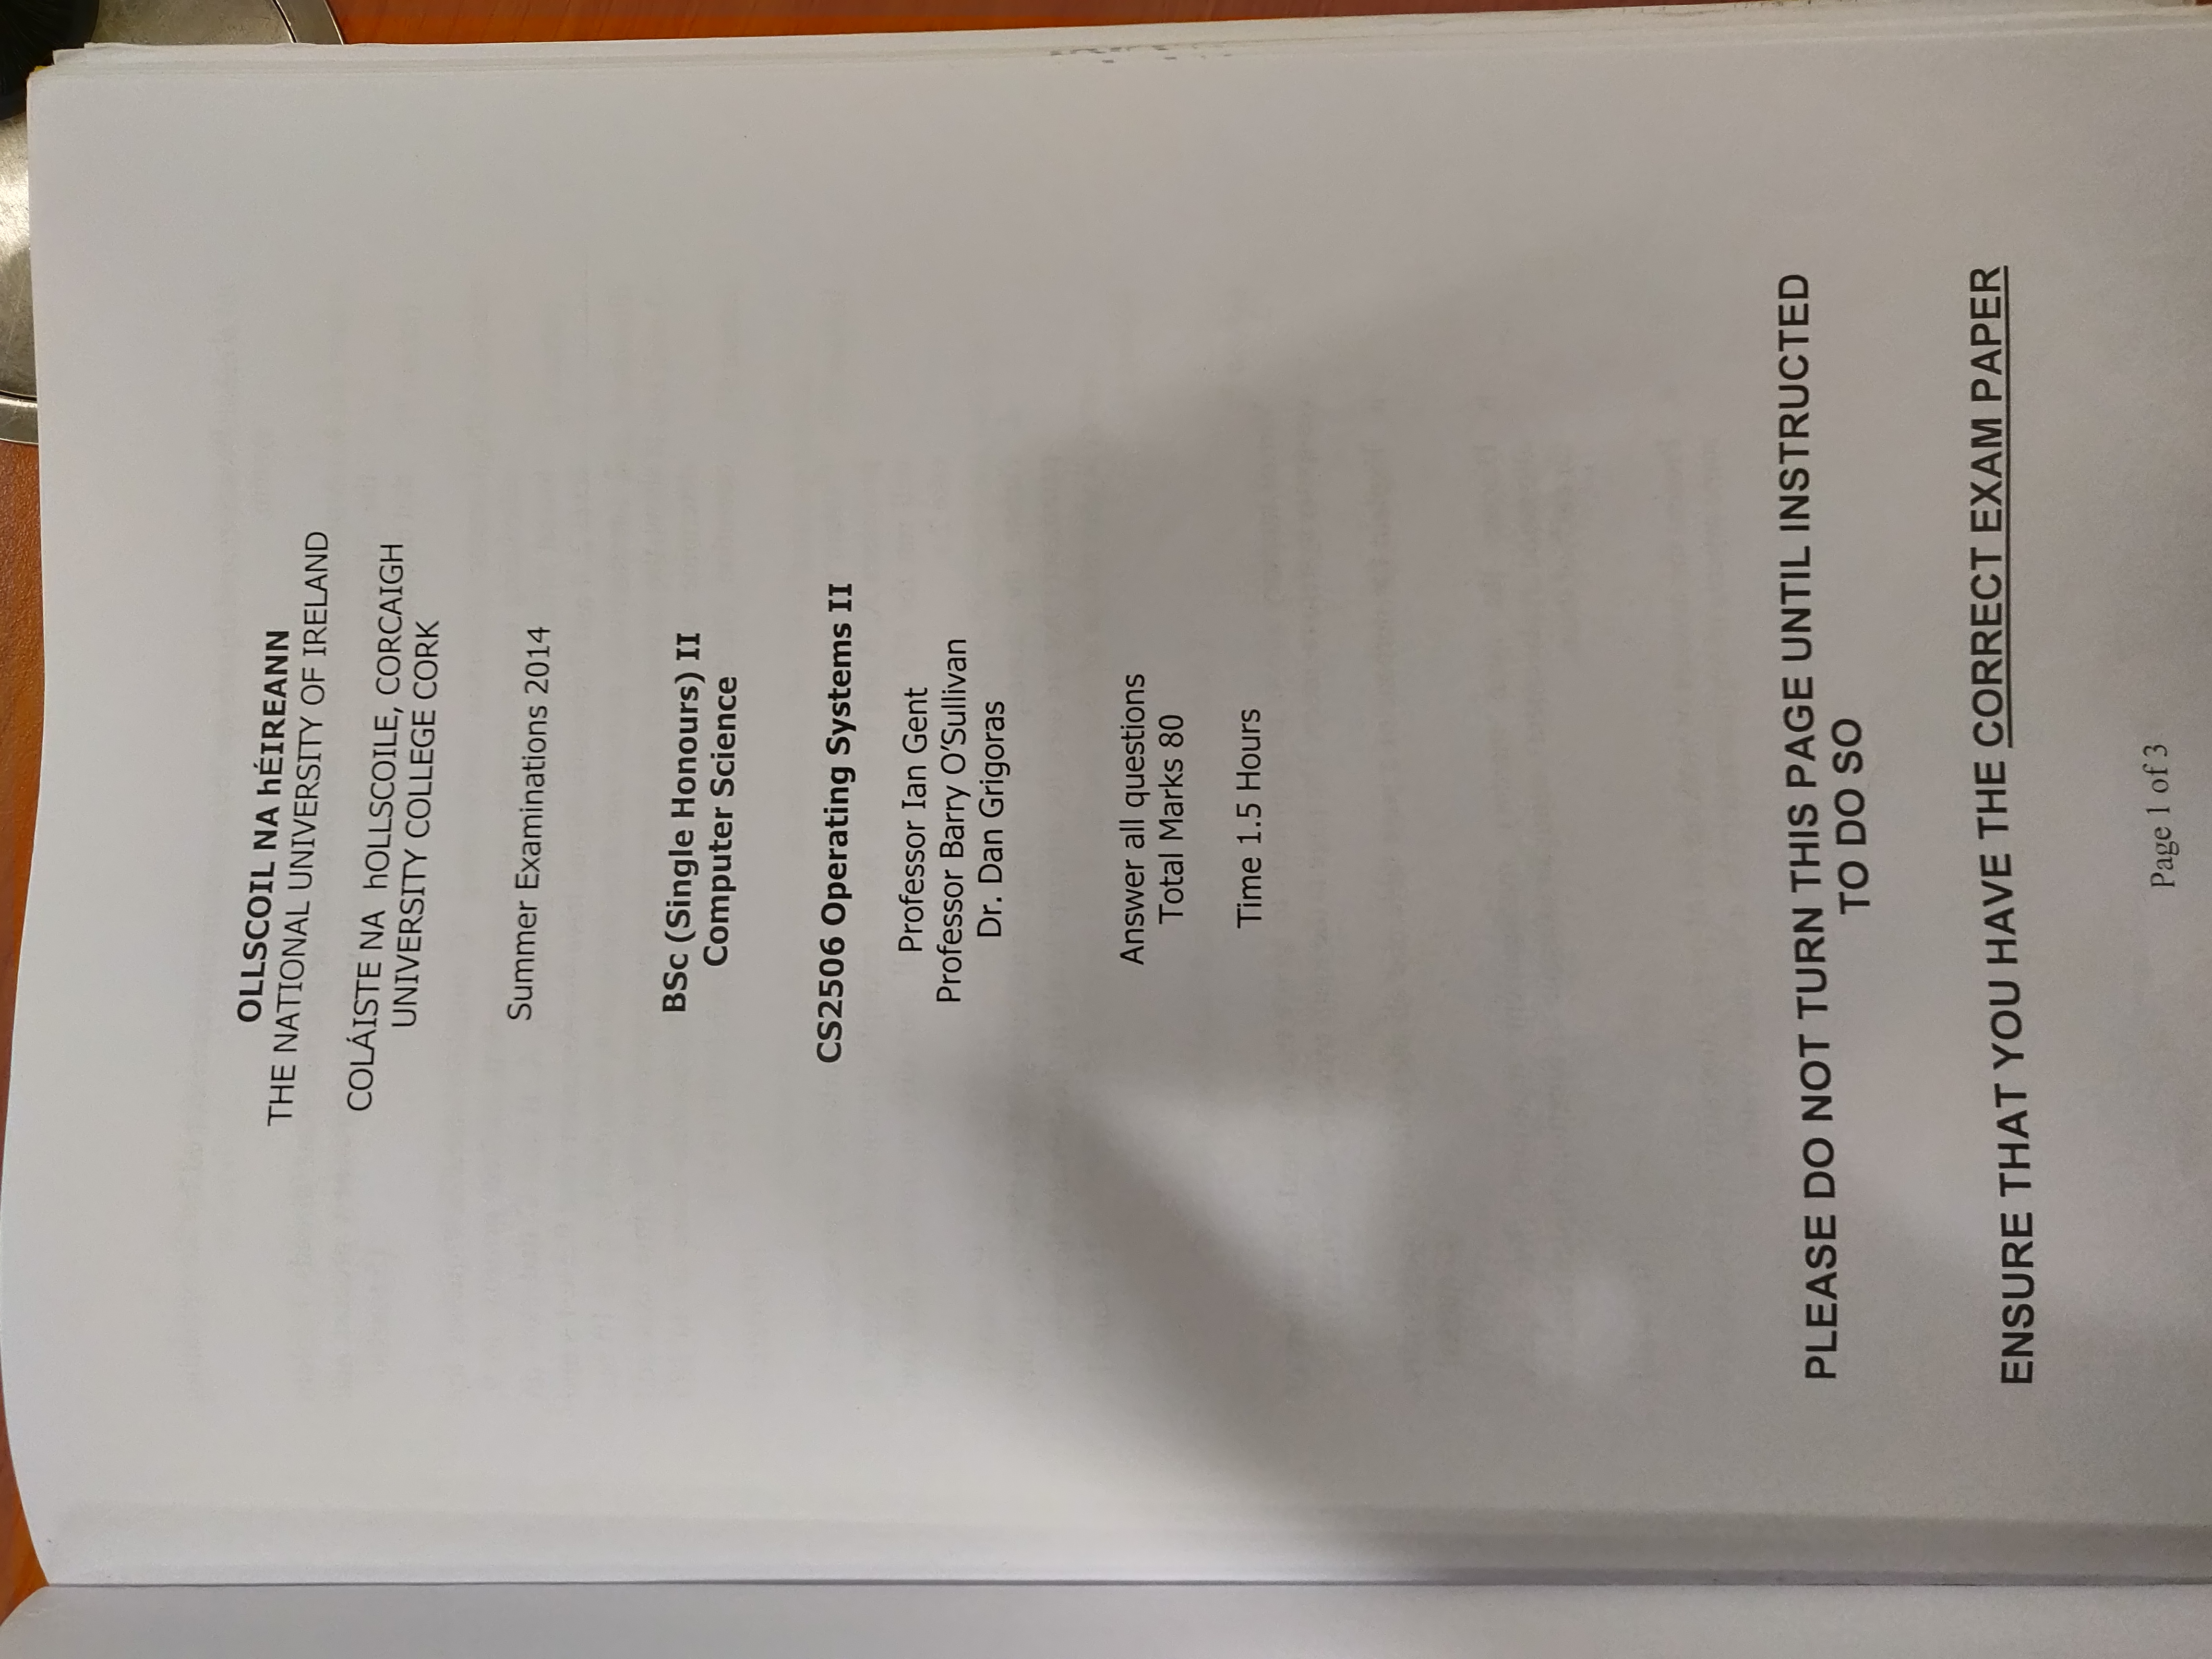 OLLSCOIL NA hÉIREANN
THE NATIONAL UNIVERSITY OF IRELAND
COLÁISTE NA hOLLSCOILE, CORCAIGH
UNIVERSITY COLLEGE CORK
Summer Examinations 2014
BSc (Single Honours) II
Computer Science
CS2506 Operating Systems II
Professor Ian Gent
Professor Barry O'Sullivan
Dr. Dan Grigoras
Answer all questions
Total Marks 80
Time 1.5 Hours
PLEASE DO NOT TURN THIS PAGE UNTIL INSTRUCTED
TO DO SO
ENSURE THAT YOU HAVE THE CORRECT EXAM PAPER
Page 1 of 3